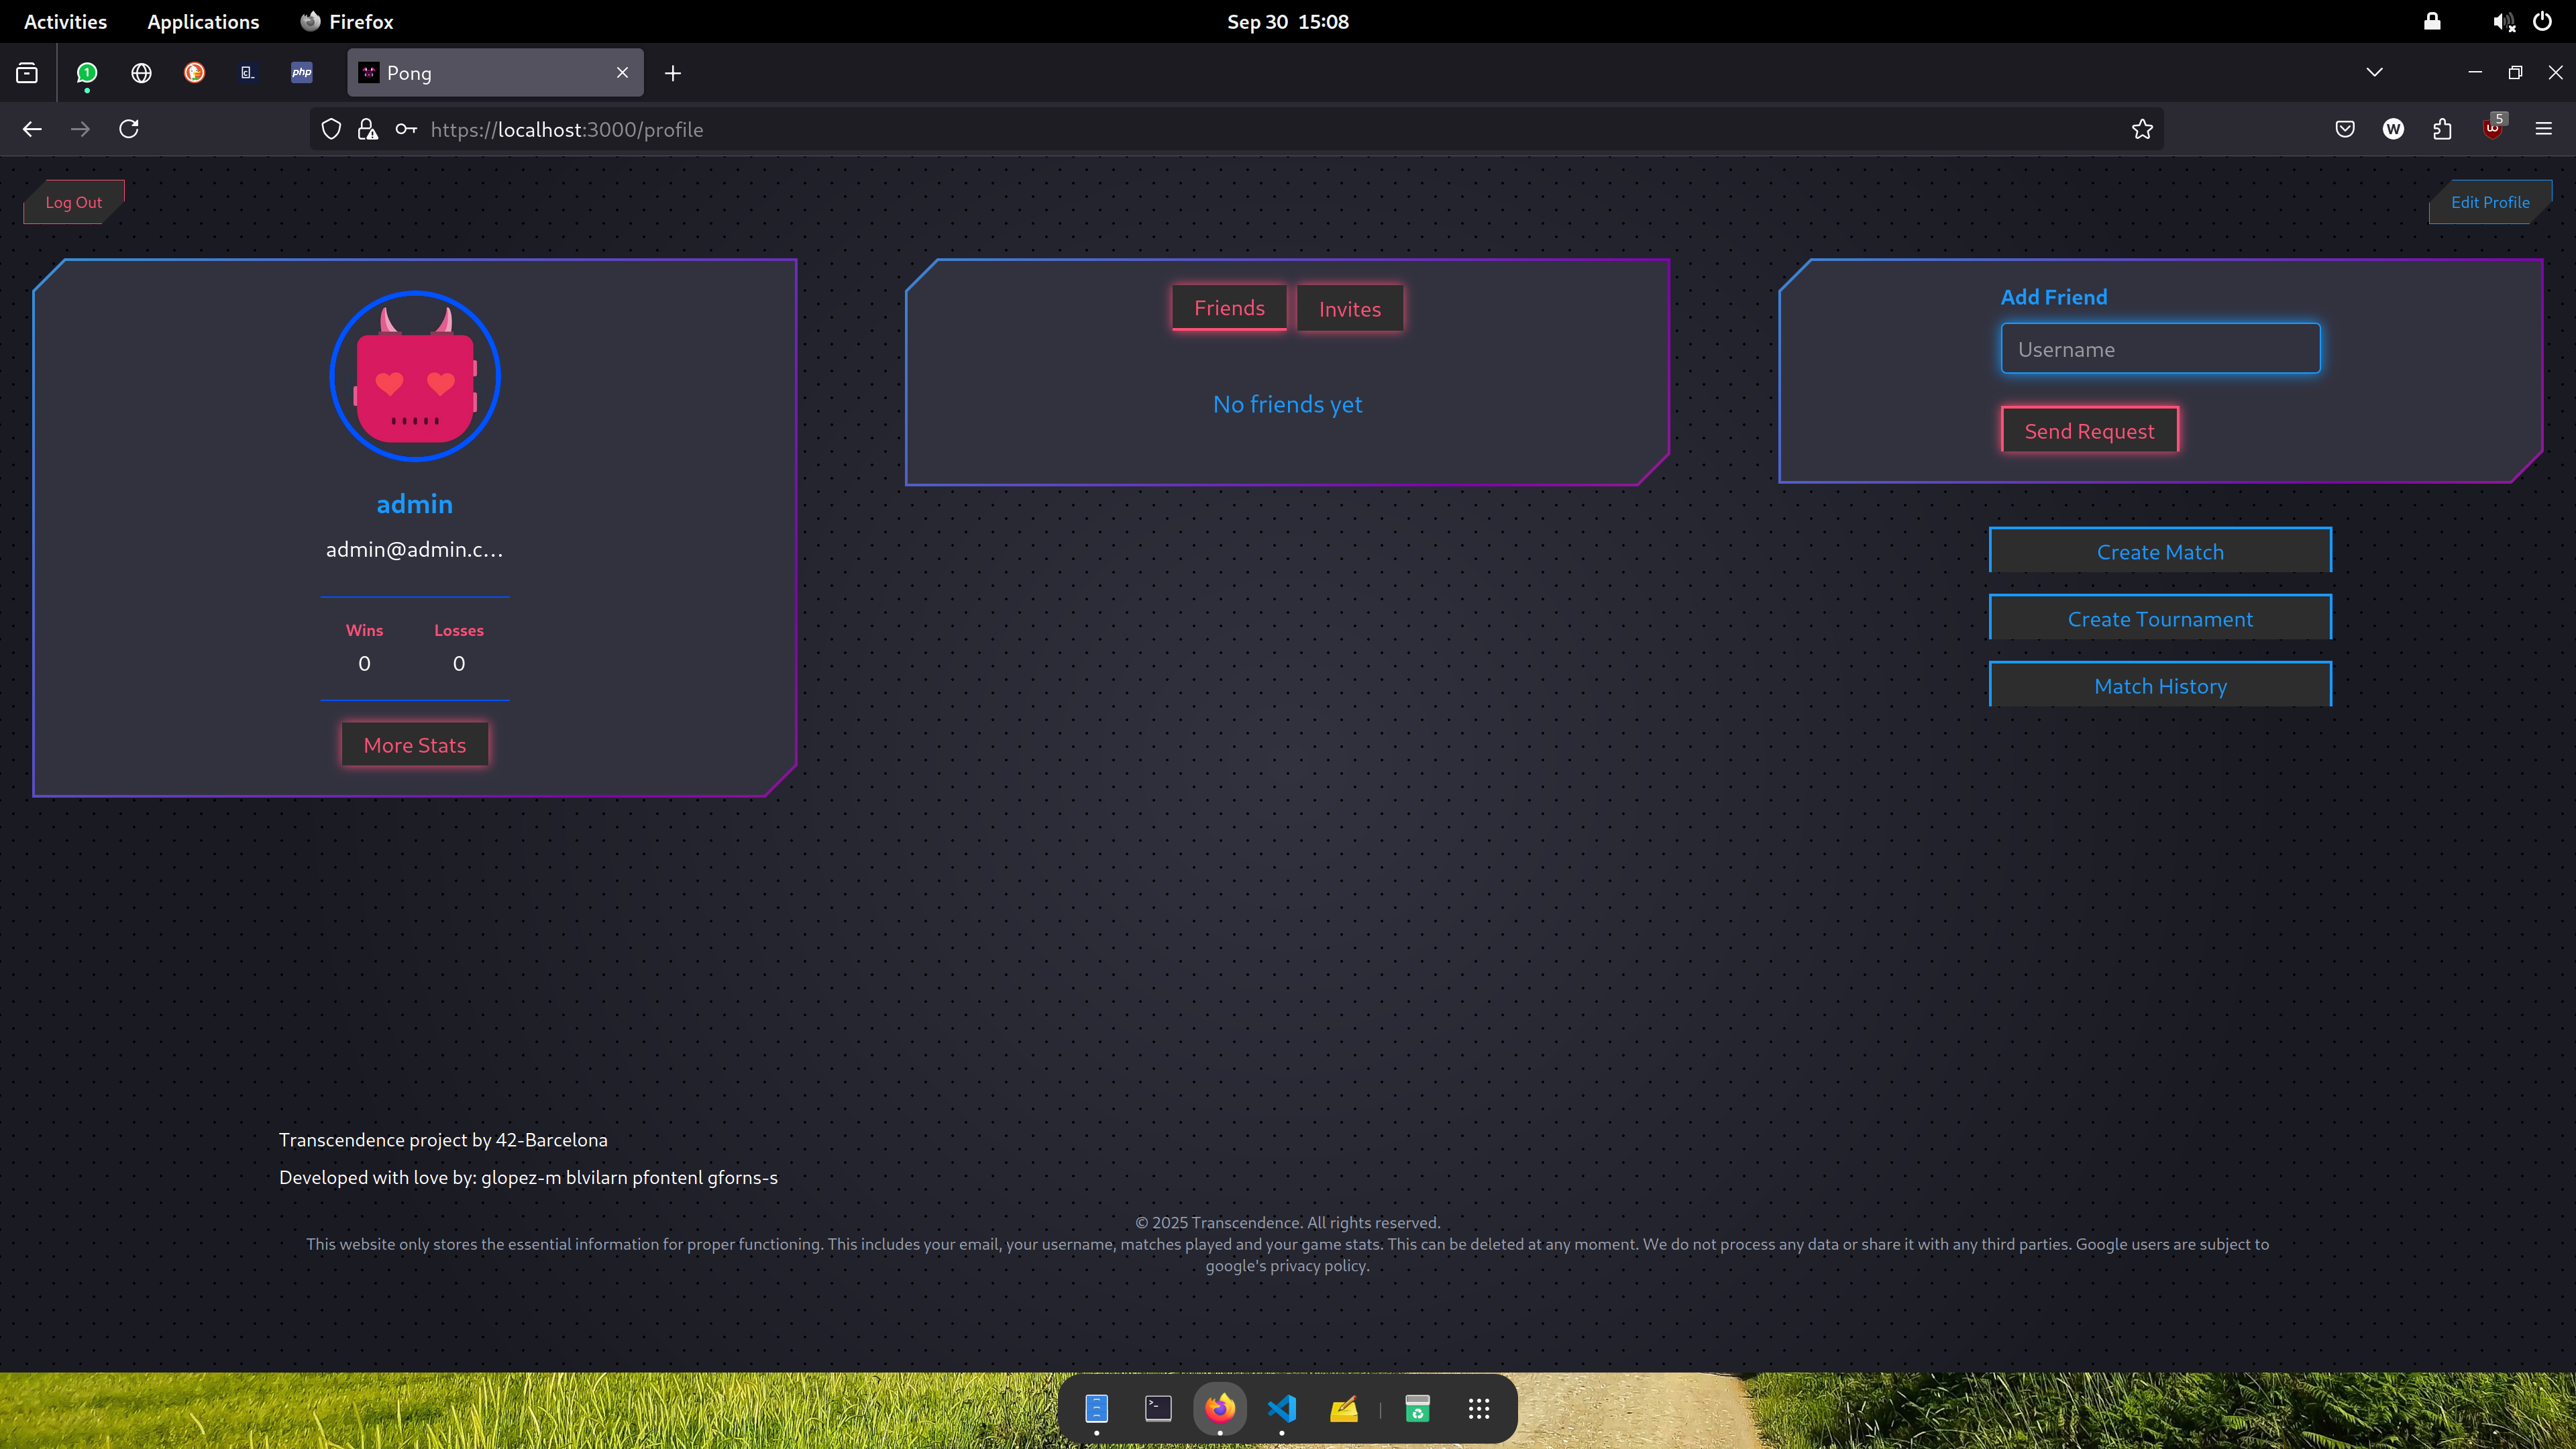 Activities Applications Firefox Sep 30 15:08
1 php Pong
https://localhost:3000/profile W 5
Log Out Edit Profile
admin
admin@admin.c...
Wins Losses
0 0
More Stats
Friends Invites
No friends yet
Add Friend
Username
Send Request
Create Match
Create Tournament
Match History
Transcendence project by 42-Barcelona
Developed with love by: glopez-m blvilarn pfontenl gforns-s
© 2025 Transcendence. All rights reserved.
This website only stores the essential information for proper functioning. This includes your email, your username, matches played and your game stats. This can be deleted at any moment. We do not process any data or share it with any third parties. Google users are subject to
google's privacy policy.